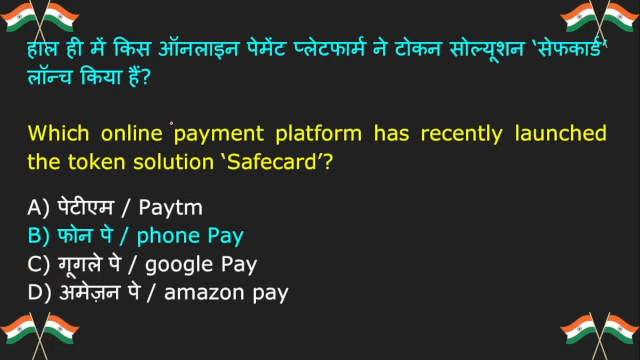 हाल ही में किस ऑनलाइन पेमेंट प्लेटफार्म ने टोकन सोल्यूशन 'सेफकार्ड'
लॉन्च किया हैं?
Which online payment platform has recently launched
the token solution 'Safecard'?
A) पेटीएम / Paytm
B) फोन पे / phone Pay
C) गूगले पे / google Pay
D) अमेज़न पे / amazon pay